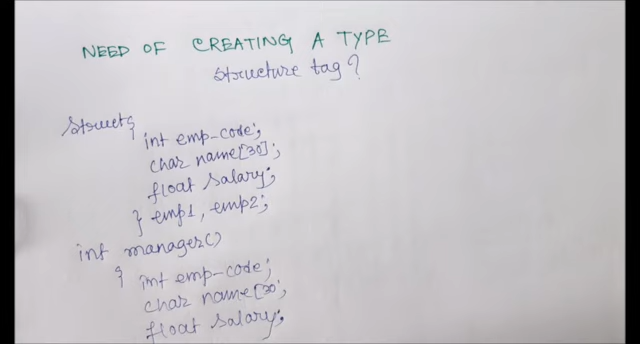 NEED OF CREATING A TYPE
structure tag?
struct{
int emp-code;
char name[30];
float salary;
} emp1, emp2;
int manager()
{ int emp-code;
char name[30;
float salary;